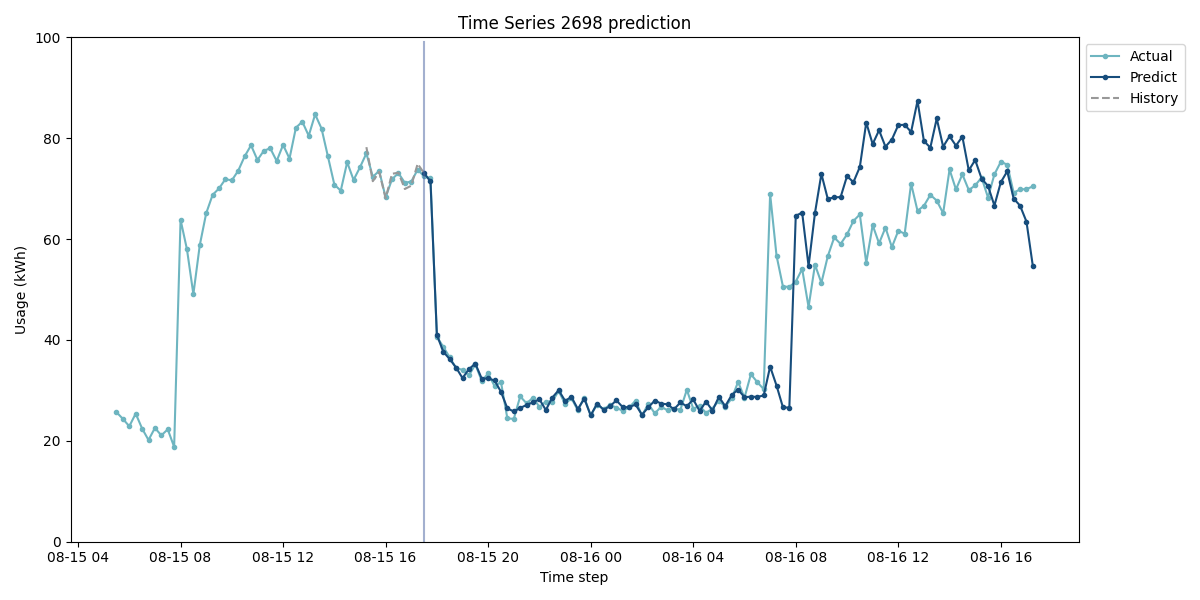 Time Series 2698 prediction
100
80
60
40
20
0
Usage (kWh)
08-15 04
08-15 08
08-15 12
08-15 16
08-15 20
08-16 00
08-16 04
08-16 08
08-16 12
08-16 16
Time step
Actual
Predict
History